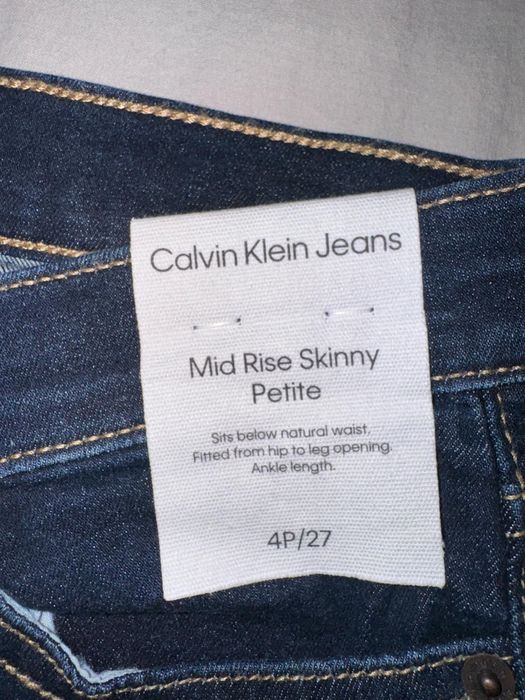 Calvin Klein Jeans
Mid Rise Skinny
Petite
Sits below natural waist.
Fitted from hip to leg opening.
Ankle length.
4P/27